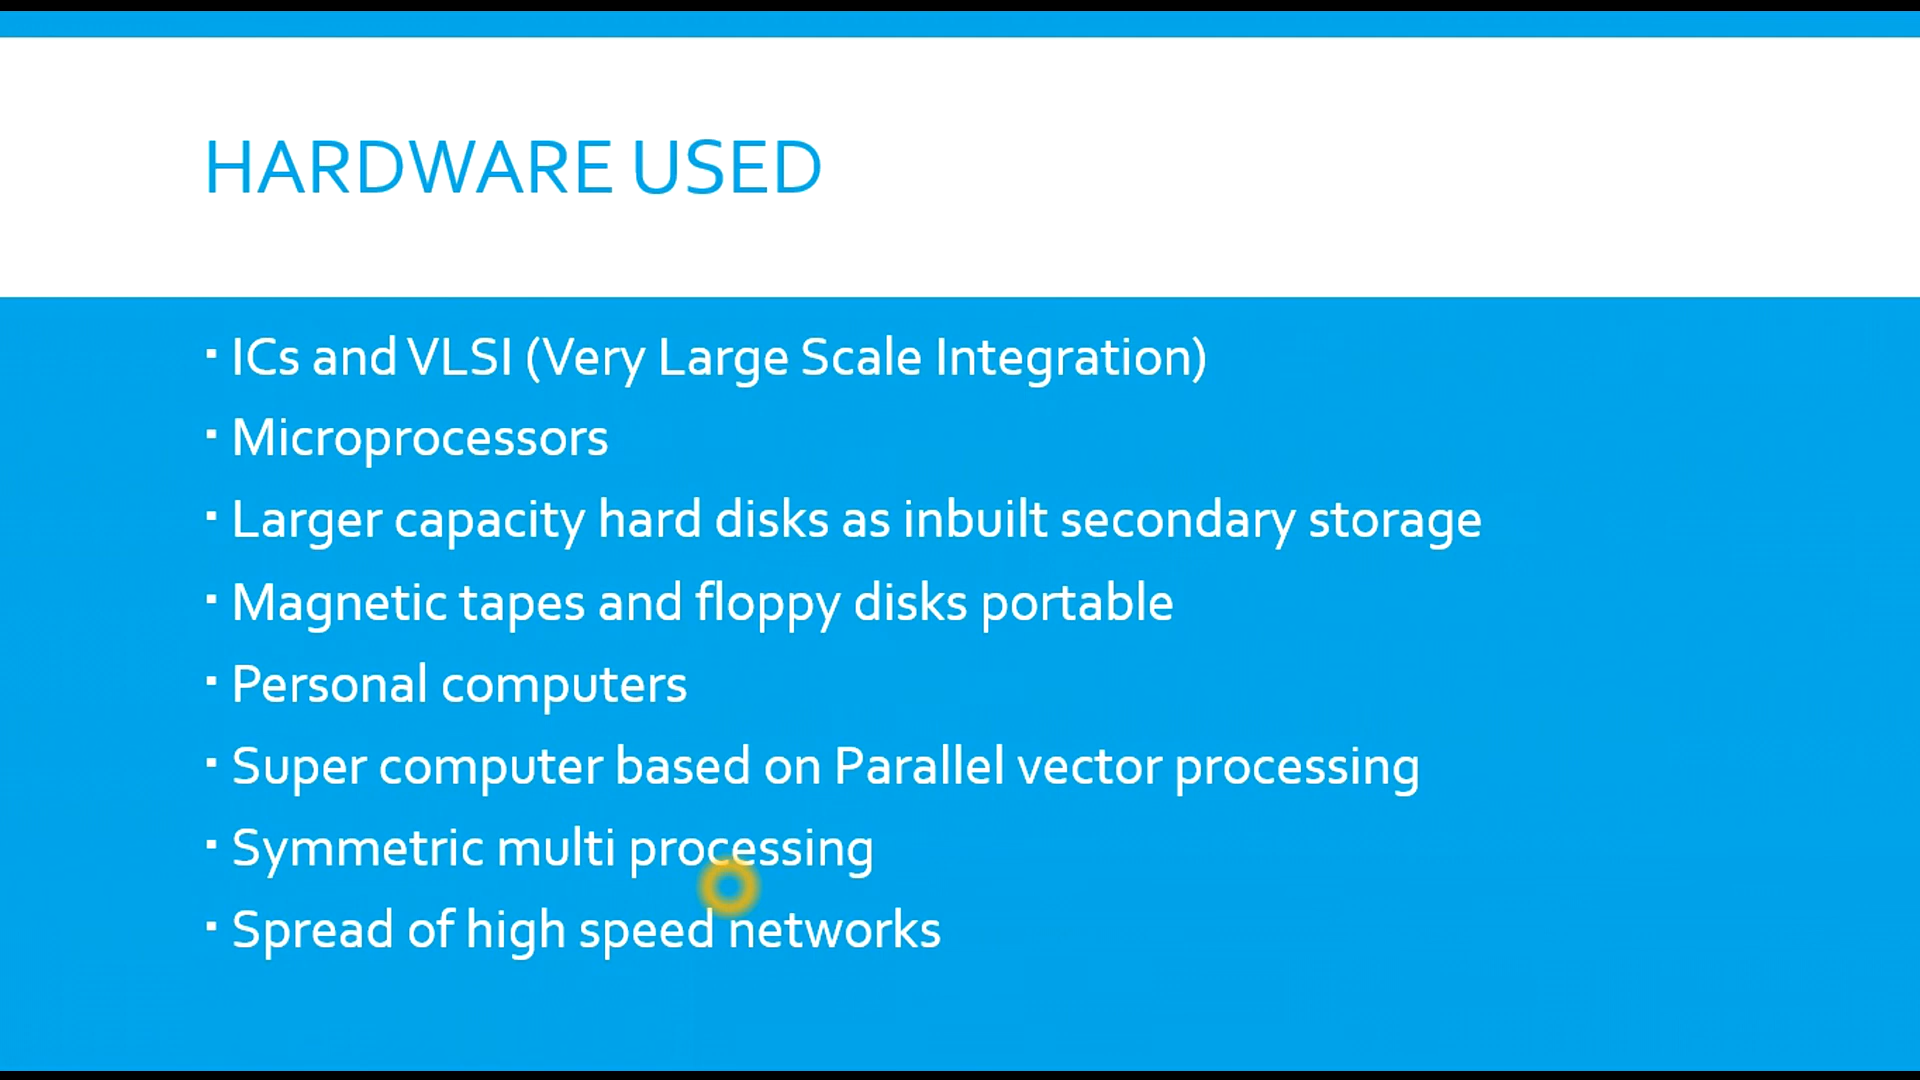 HARDWARE USED
▪ ICs and VLSI (Very Large Scale Integration)
▪ Microprocessors
▪ Larger capacity hard disks as inbuilt secondary storage
▪ Magnetic tapes and floppy disks portable
▪ Personal computers
▪ Super computer based on Parallel vector processing
▪ Symmetric multi processing
▪ Spread of high speed networks